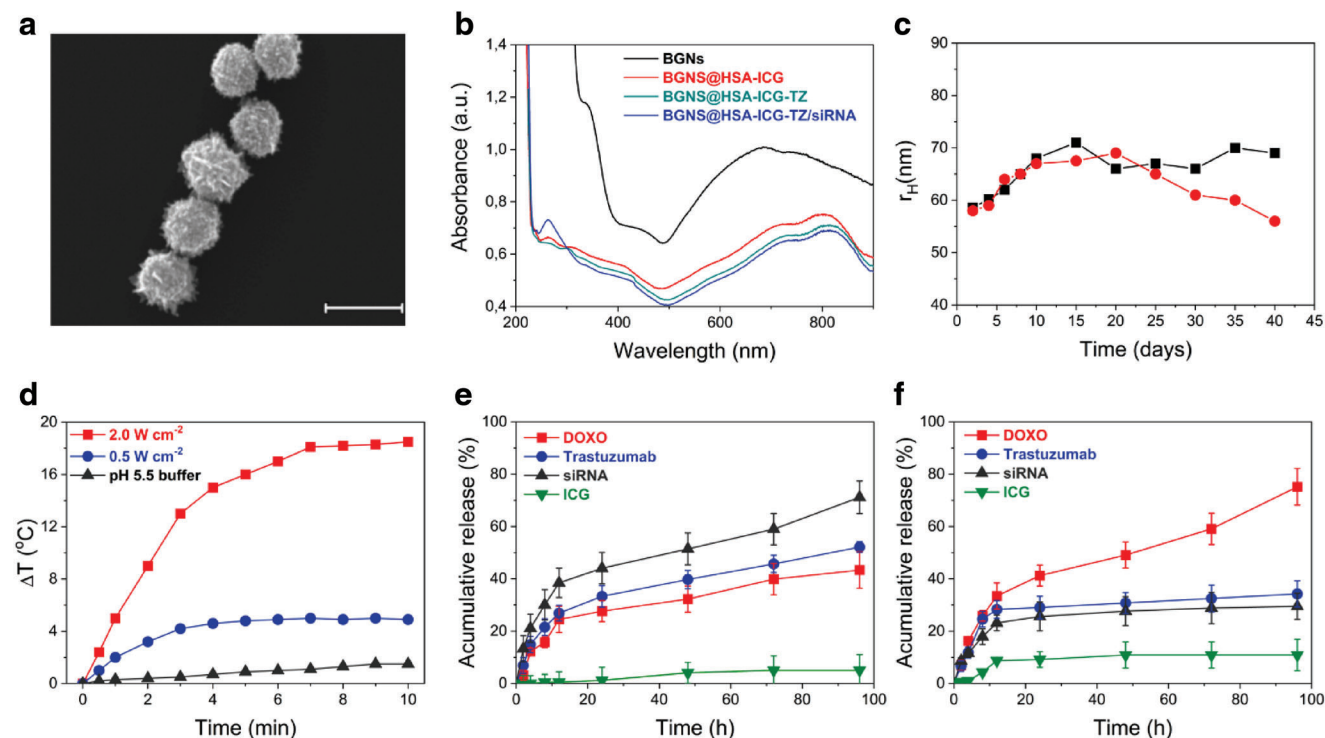 a
b
c
1,4
1,2
1,0
0,8
0,6
0,4
Absorbance (a.u.)
BGNs
BGNS@HSA-ICG
BGNS@HSA-ICG-TZ
BGNS@HSA-ICG-TZ/siRNA
200 400 600 800
Wavelength (nm)
90
80
70
60
50
40
rH(nm)
0 5 10 15 20 25 30 35 40 45
Time (days)
d
e
f
20
16
12
8
4
0
ΔT (°C)
2.0 W cm-2
0.5 W cm-2
pH 5.5 buffer
0 2 4 6 8 10
Time (min)
100
80
60
40
20
0
Acumulative release (%)
DOXO
Trastuzumab
siRNA
ICG
0 20 40 60 80 100
Time (h)
100
80
60
40
20
0
Acumulative release (%)
DOXO
Trastuzumab
siRNA
ICG
0 20 40 60 80 100
Time (h)